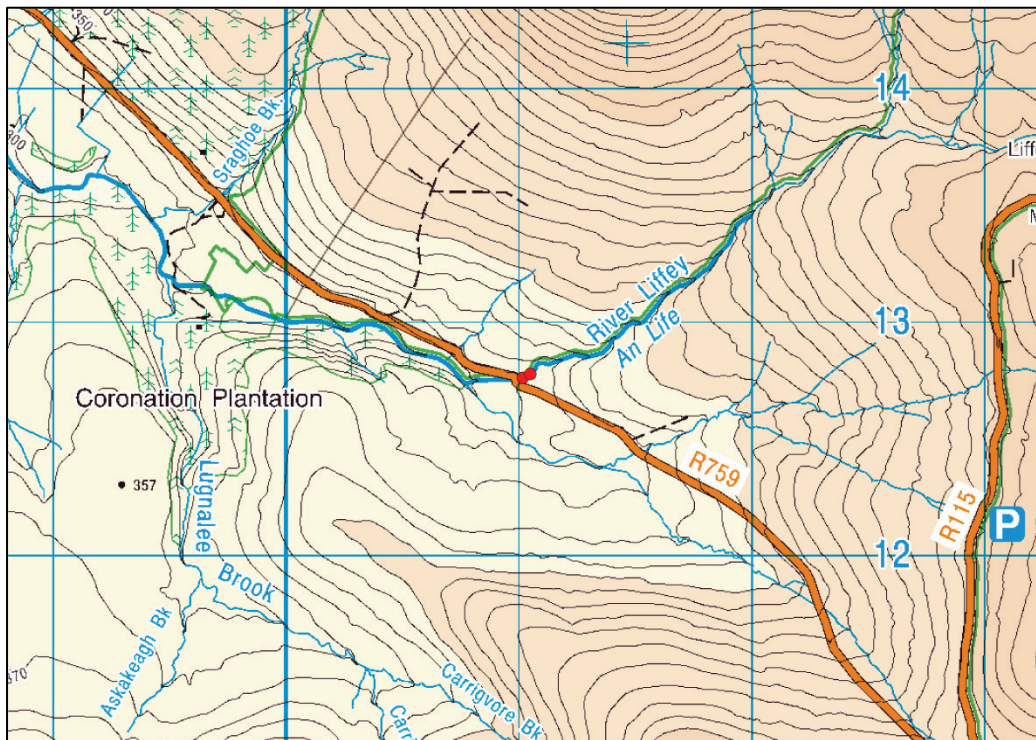 350
14
Sraghoe Bk.
300
Liff
M
River Liffey
An Life
13
Coronation Plantation
R759
357
Lugnalee
Brook
R115
P
12
Askakeagh Bk
370
Carrigvore Bk
Carri